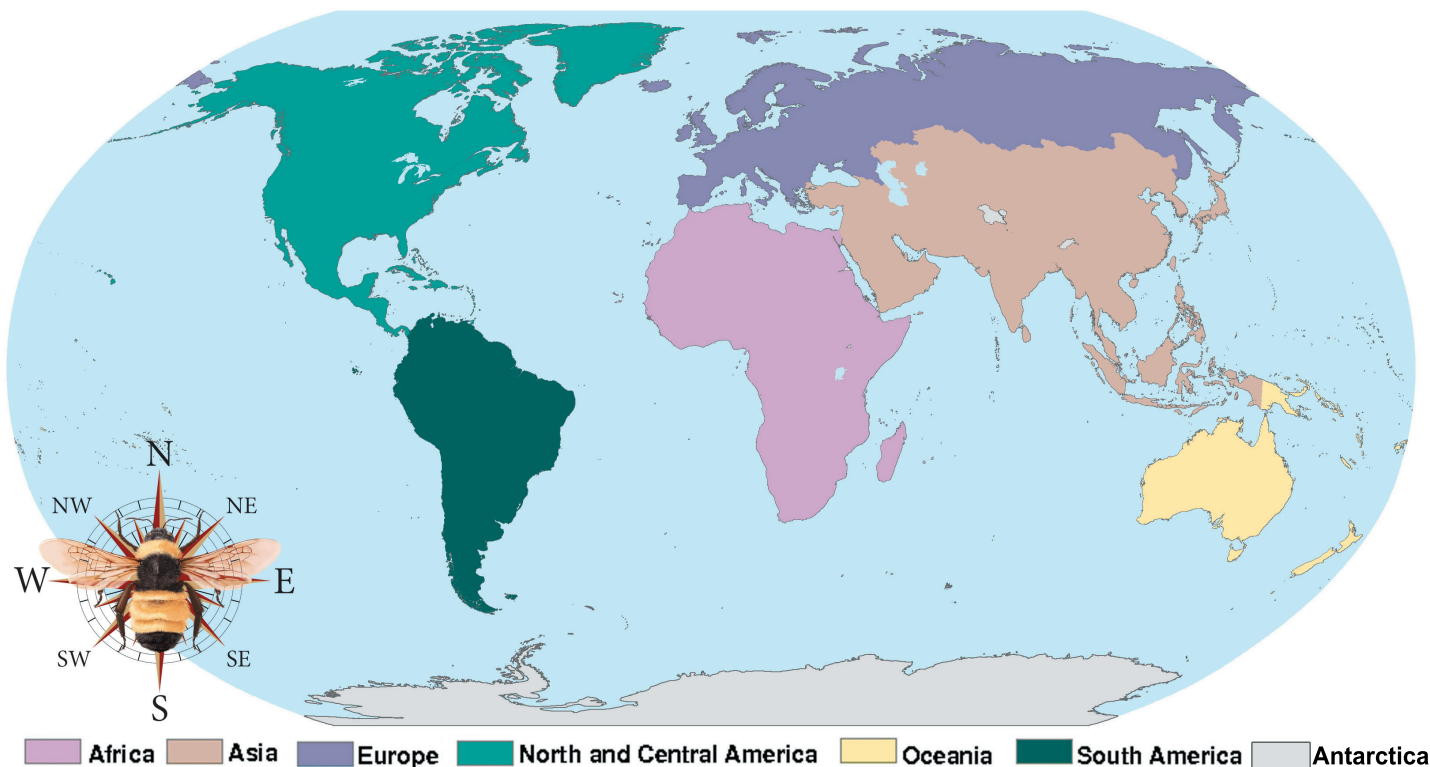 N
NW
NE
W
E
SW
SE
S
Africa
Asia
Europe
North and Central America
Oceania
South America
Antarctica